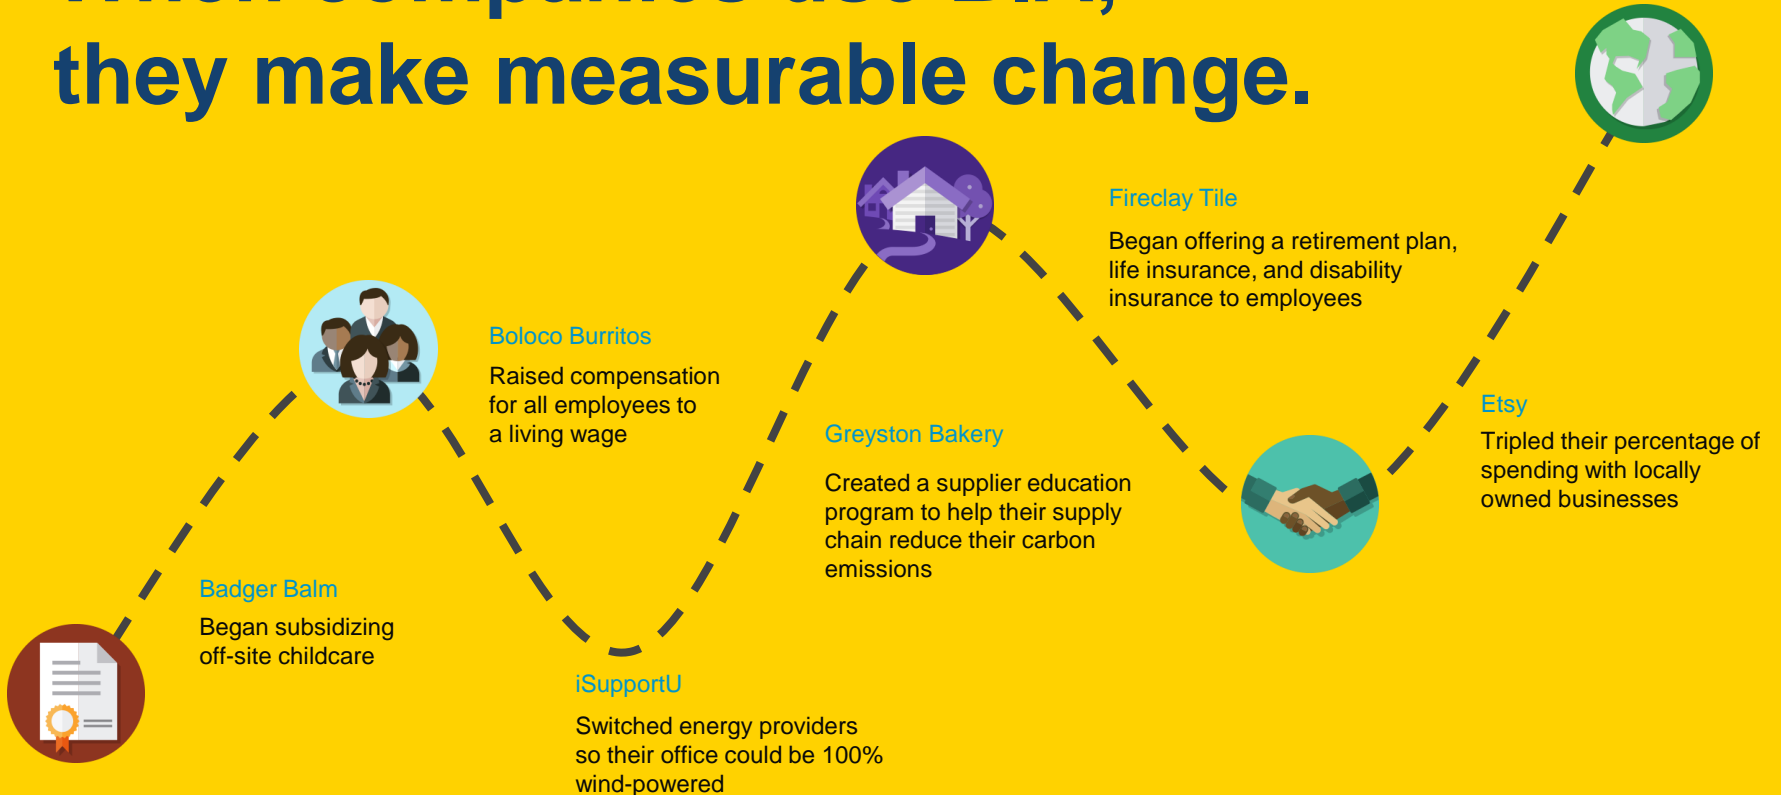 they make measurable change.
Fireclay Tile
Began offering a retirement plan,
life insurance, and disability
insurance to employees
Boloco Burritos
Raised compensation
for all employees to
a living wage
Etsy
Tripled their percentage of
spending with locally
owned businesses
Greyston Bakery
Created a supplier education
program to help their supply
chain reduce their carbon
emissions
Badger Balm
Began subsidizing
off-site childcare
iSupportU
Switched energy providers
so their office could be 100%
wind-powered